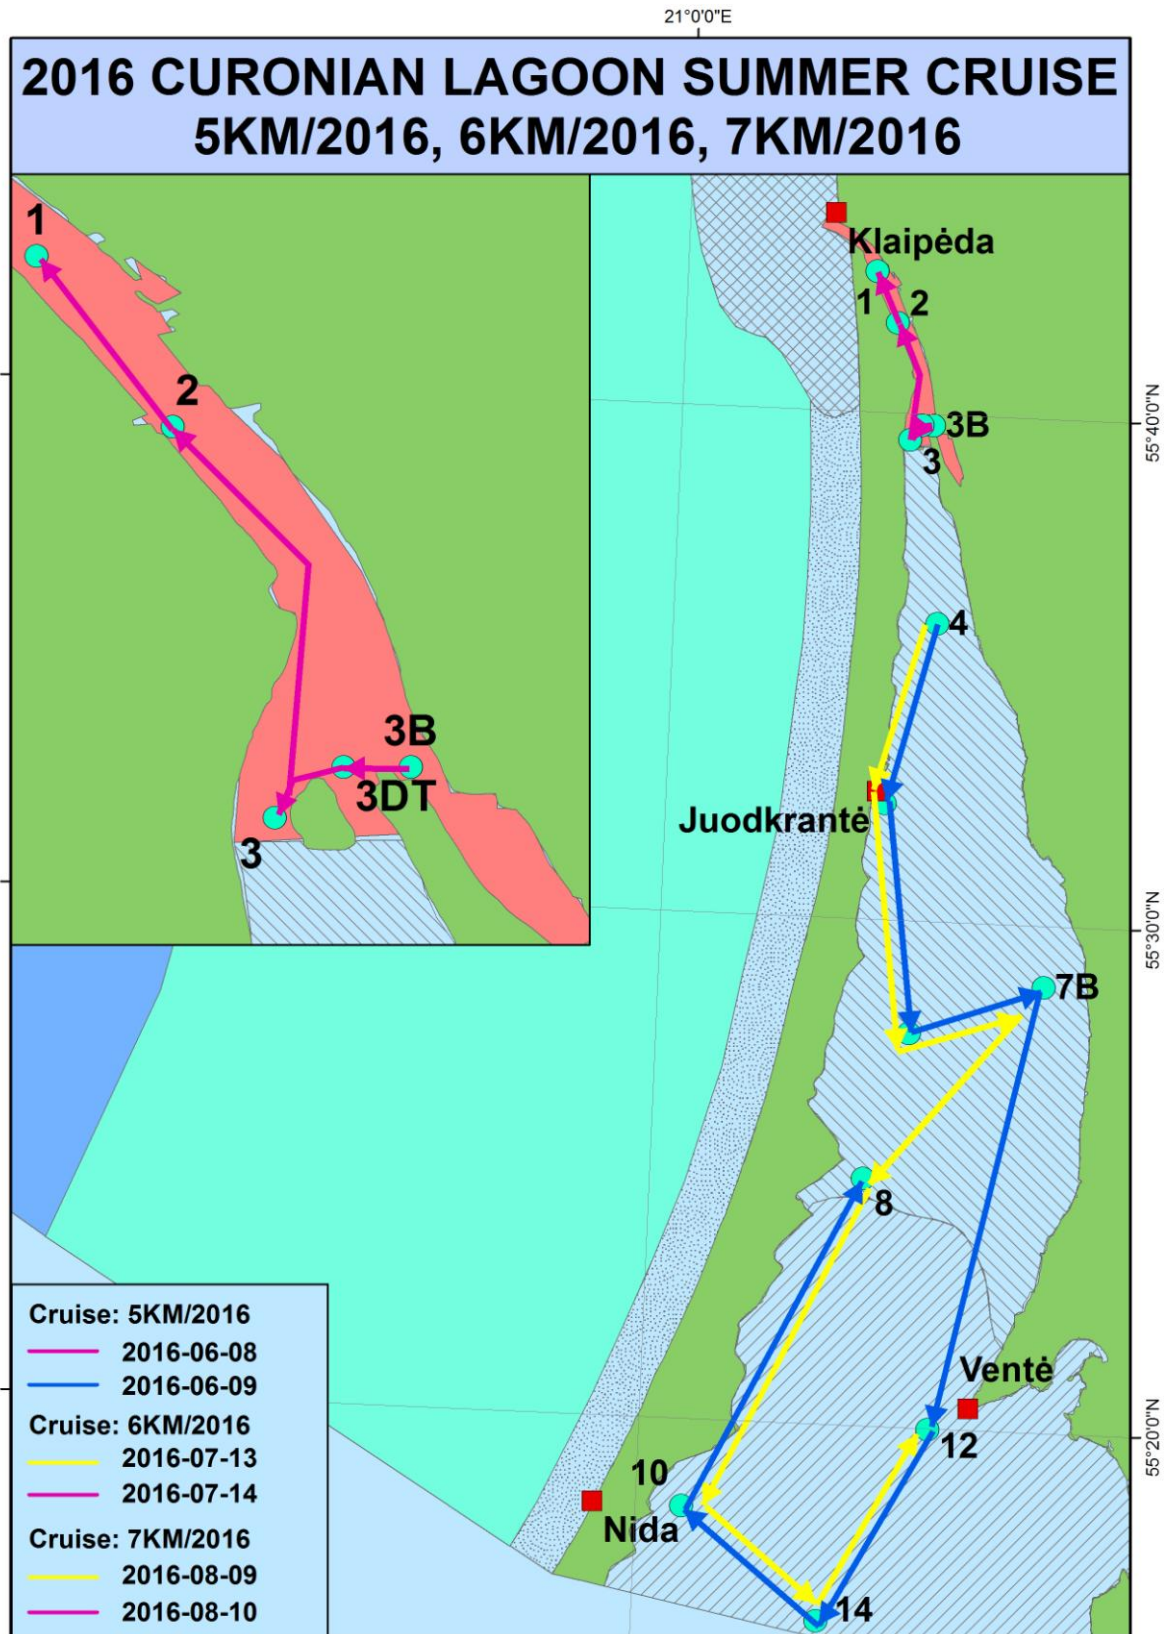 21°0'0"E
2016 CURONIAN LAGOON SUMMER CRUISE
5KM/2016, 6KM/2016, 7KM/2016
1
2
3B
3DT
3
Klaipėda
1
2
3B
3
55°40'0"N
4
Juodkrantė
55°30'0"N
7B
8
Ventė
12
55°20'0"N
10
Nida
14
Cruise: 5KM/2016
2016-06-08
2016-06-09
Cruise: 6KM/2016
2016-07-13
2016-07-14
Cruise: 7KM/2016
2016-08-09
2016-08-10